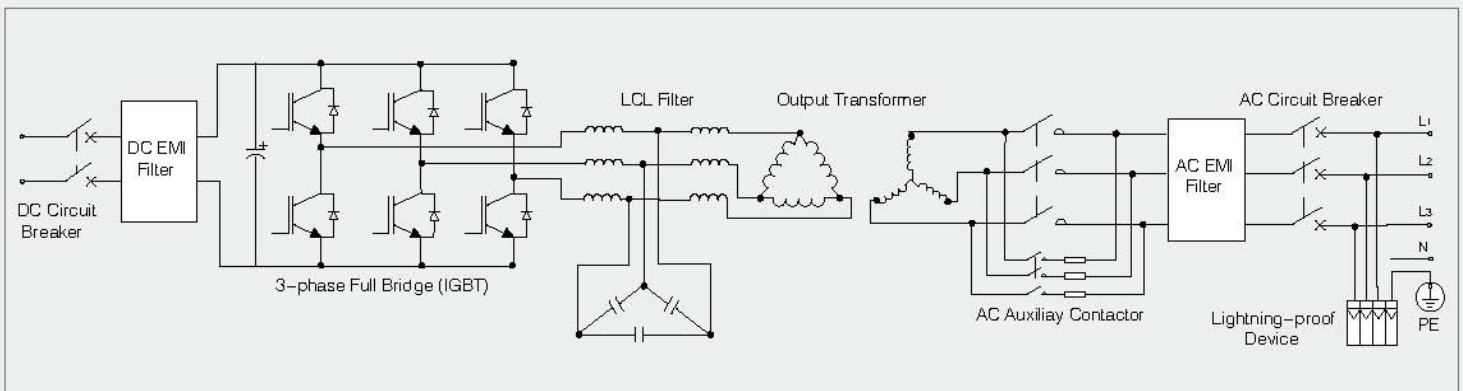 LCL Filter
Output Transformer
AC Circuit Breaker
L1
DC EMI
Filter
L2
AC EMI
Filter
DC Circuit
Breaker
L3
N
3-phase Full Bridge (IGBT)
AC Auxiliay Contactor
Lightning-proof
Device
PE